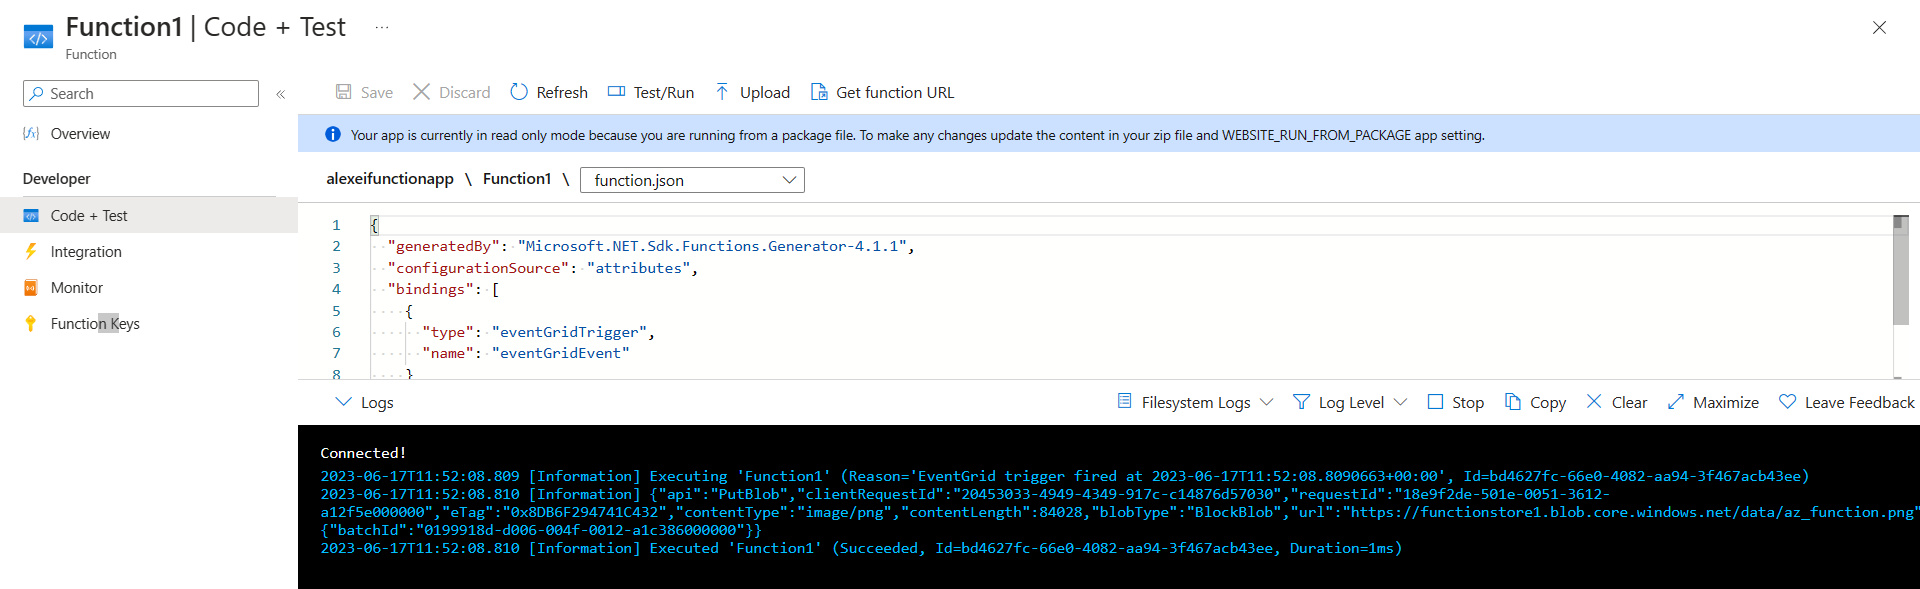 Function1 | Code + Test ...
Function
Search
«
Overview
Developer
Code + Test
Integration
Monitor
Function Keys
Save Discard Refresh Test/Run Upload Get function URL
Your app is currently in read only mode because you are running from a package file. To make any changes update the content in your zip file and WEBSITE_RUN_FROM_PACKAGE app setting.
alexeifunctionapp \ Function1 \ function.json
1 {
2 "generatedBy": "Microsoft.NET.Sdk.Functions.Generator-4.1.1",
3 "configurationSource": "attributes",
4 "bindings": [
5 {
6 "type": "eventGridTrigger",
7 "name": "eventGridEvent"
8 }
Logs Filesystem Logs Log Level Stop Copy Clear Maximize Leave Feedback
Connected!
2023-06-17T11:52:08.809 [Information] Executing 'Function1' (Reason='EventGrid trigger fired at 2023-06-17T11:52:08.8090663+00:00', Id=bd4627fc-66e0-4082-aa94-3f467acb43ee)
2023-06-17T11:52:08.810 [Information] {"api":"PutBlob","clientRequestId":"20453033-4949-4349-917c-c14876d57030","requestId":"18e9f2de-501e-0051-3612-
a12f5e000000","eTag":"0x8DB6F294741C432","contentType":"image/png","contentLength":84028,"blobType":"BlockBlob","url":"https://functionstore1.blob.core.windows.net/data/az_function.png"
{"batchId":"0199918d-d006-004f-0012-a1c386000000"}}
2023-06-17T11:52:08.810 [Information] Executed 'Function1' (Succeeded, Id=bd4627fc-66e0-4082-aa94-3f467acb43ee, Duration=1ms)